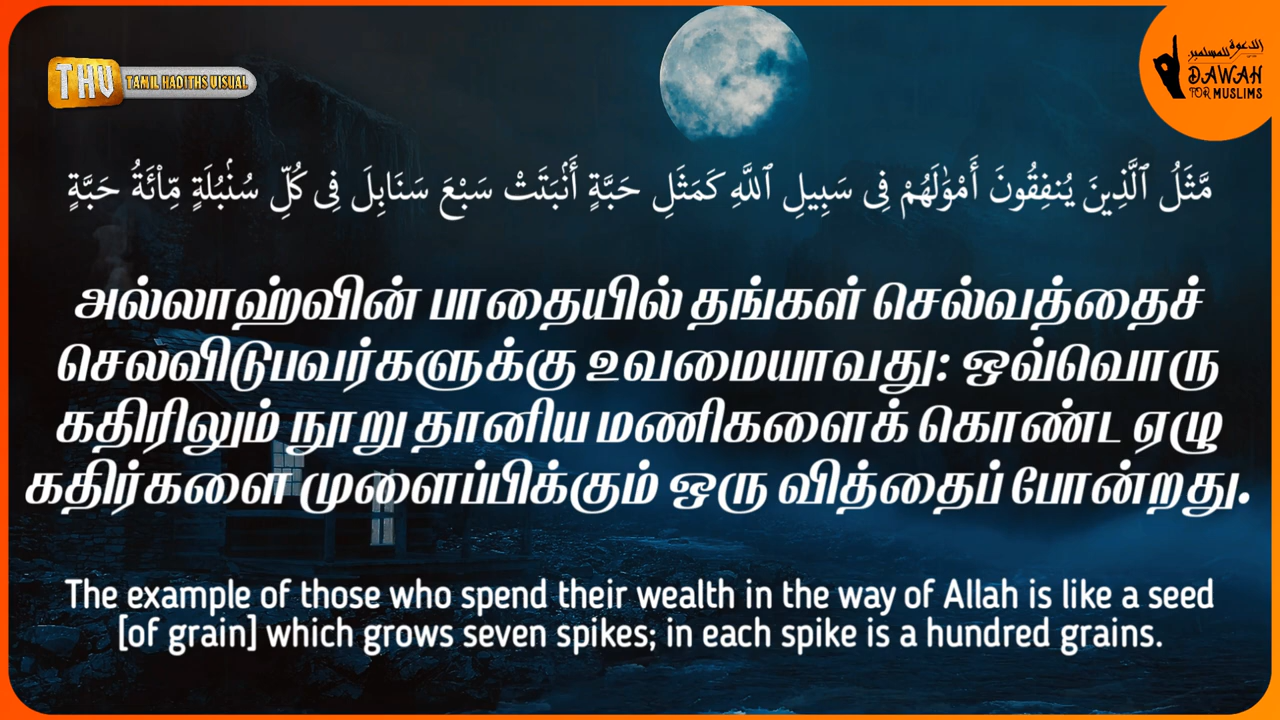 THV TAMIL HADITHS VISUAL
الدعوة للمسلمين
DAWAH
FOR MUSLIMS
مَّثَلُ ٱلَّذِينَ يُنفِقُونَ أَمْوَٰلَهُمْ فِى سَبِيلِ ٱللَّهِ كَمَثَلِ حَبَّةٍ أَنۢبَتَتْ سَبْعَ سَنَابِلَ فِى كُلِّ سُنۢبُلَةٍ مِّا۟ئَةُ حَبَّةٍ
அல்லாஹ்வின் பாதையில் தங்கள் செல்வத்தைச்
செலவிடுபவர்களுக்கு உவமையாவது: ஒவ்வொரு
கதிரிலும் நூறு தானிய மணிகளைக் கொண்ட ஏழு
கதிர்களை முளைப்பிக்கும் ஒரு வித்தைப் போன்றது.
The example of those who spend their wealth in the way of Allah is like a seed
[of grain] which grows seven spikes; in each spike is a hundred grains.